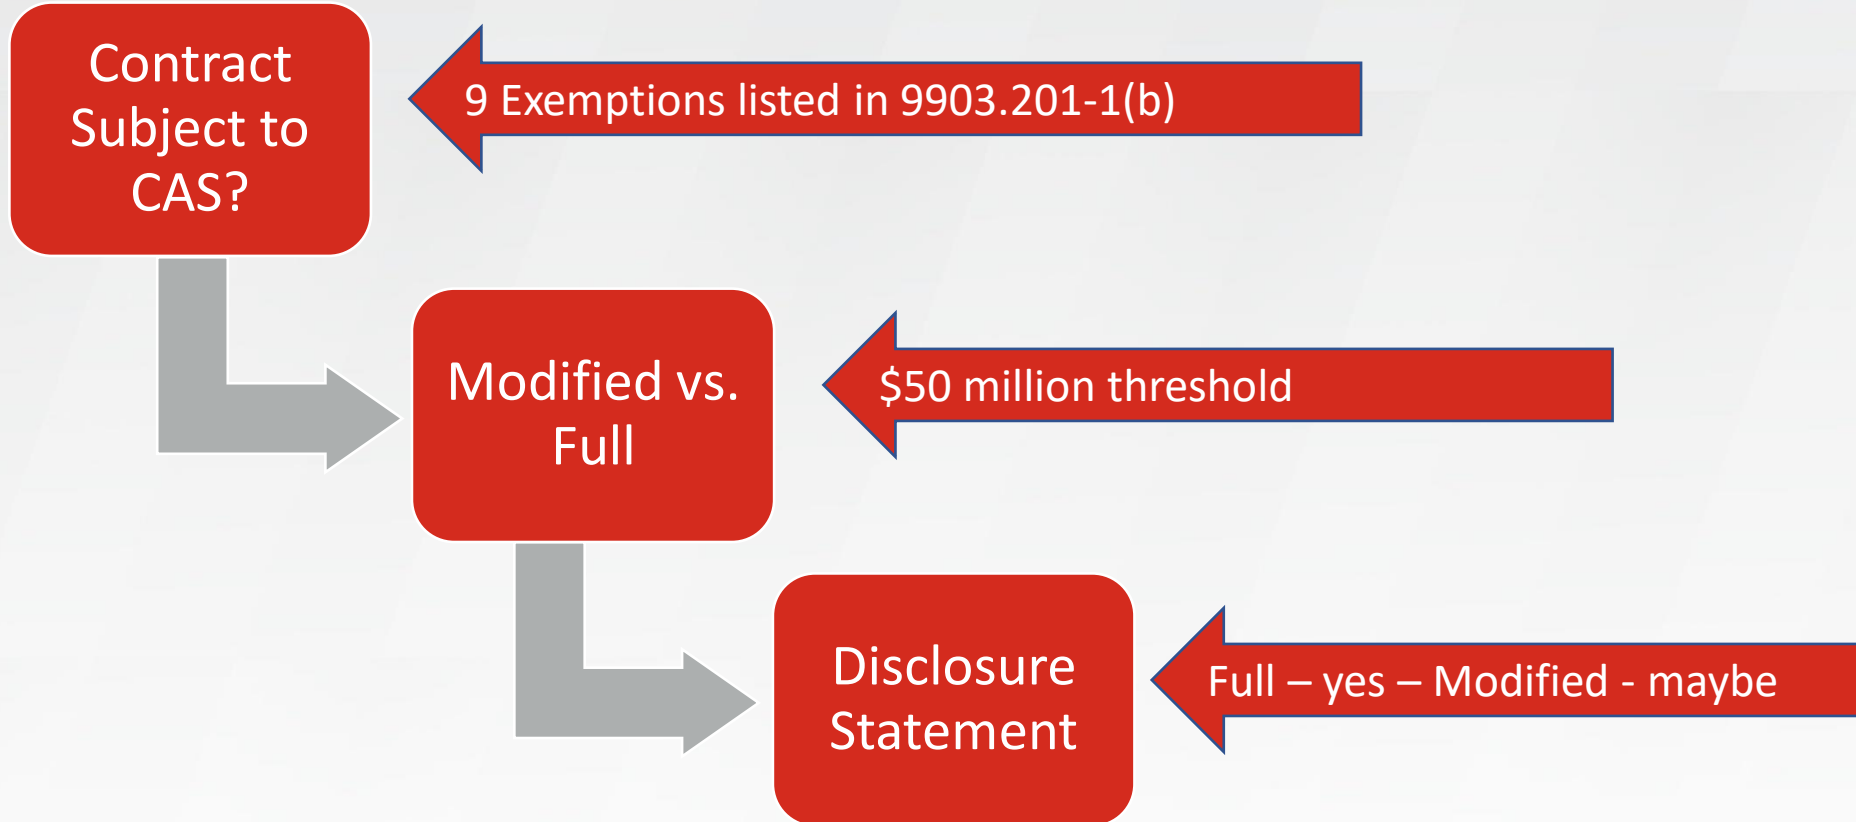 Contract
Subject to
CAS?
9 Exemptions listed in 9903.201-1(b)
Modified vs.
Full
$50 million threshold
Disclosure
Statement
Full – yes – Modified - maybe